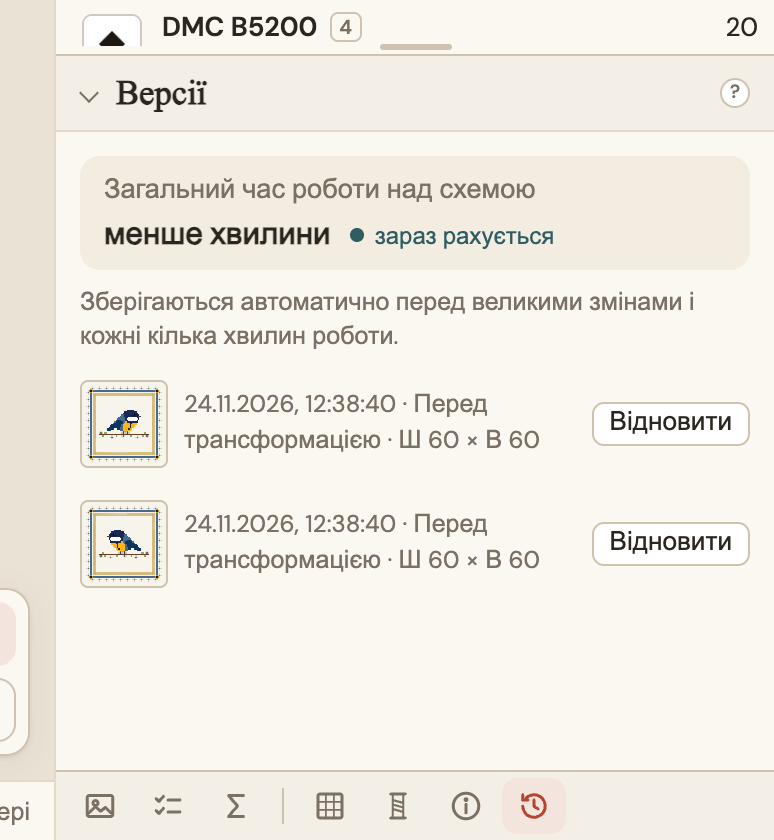 DMC B5200 4 20
Версії ?
Загальний час роботи над схемою
менше хвилини зараз рахується
Зберігаються автоматично перед великими змінами і
кожні кілька хвилин роботи.
24.11.2026, 12:38:40 · Перед
трансформацією · Ш 60 × В 60
Відновити
24.11.2026, 12:38:40 · Перед
трансформацією · Ш 60 × В 60
Відновити
ері